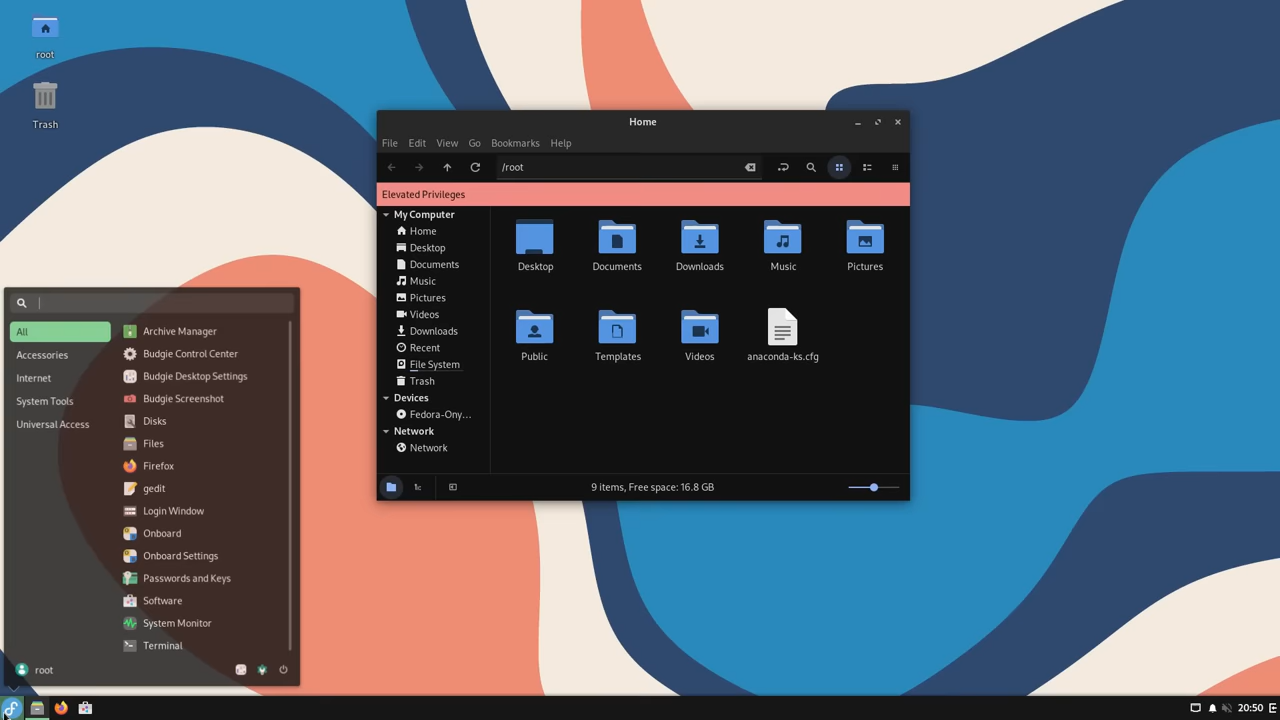 root
Trash
Home
File Edit View Go Bookmarks Help
/root
Elevated Privileges
My Computer
Home
Desktop
Documents
Music
Pictures
Videos
Downloads
Recent
File System
Trash
Devices
Fedora-Ony...
Network
Network
Desktop Documents Downloads Music Pictures
Public Templates Videos anaconda-ks.cfg
9 items, Free space: 16.8 GB
All
Accessories
Internet
System Tools
Universal Access
Archive Manager
Budgie Control Center
Budgie Desktop Settings
Budgie Screenshot
Disks
Files
Firefox
gedit
Login Window
Onboard
Onboard Settings
Passwords and Keys
Software
System Monitor
Terminal
root
20:50